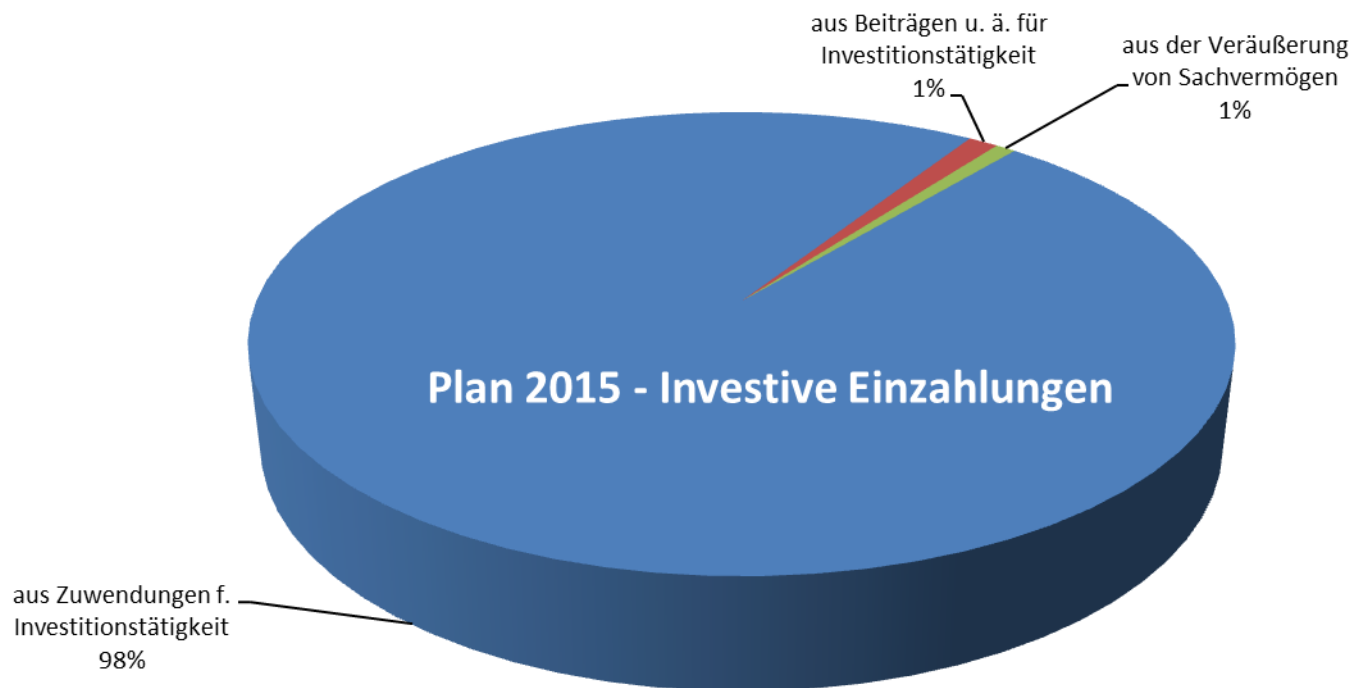 aus Beiträgen u. ä. für
Investitionstätigkeit
1%
aus der Veräußerung
von Sachvermögen
1%
Plan 2015 - Investive Einzahlungen
aus Zuwendungen f.
Investitionstätigkeit
98%